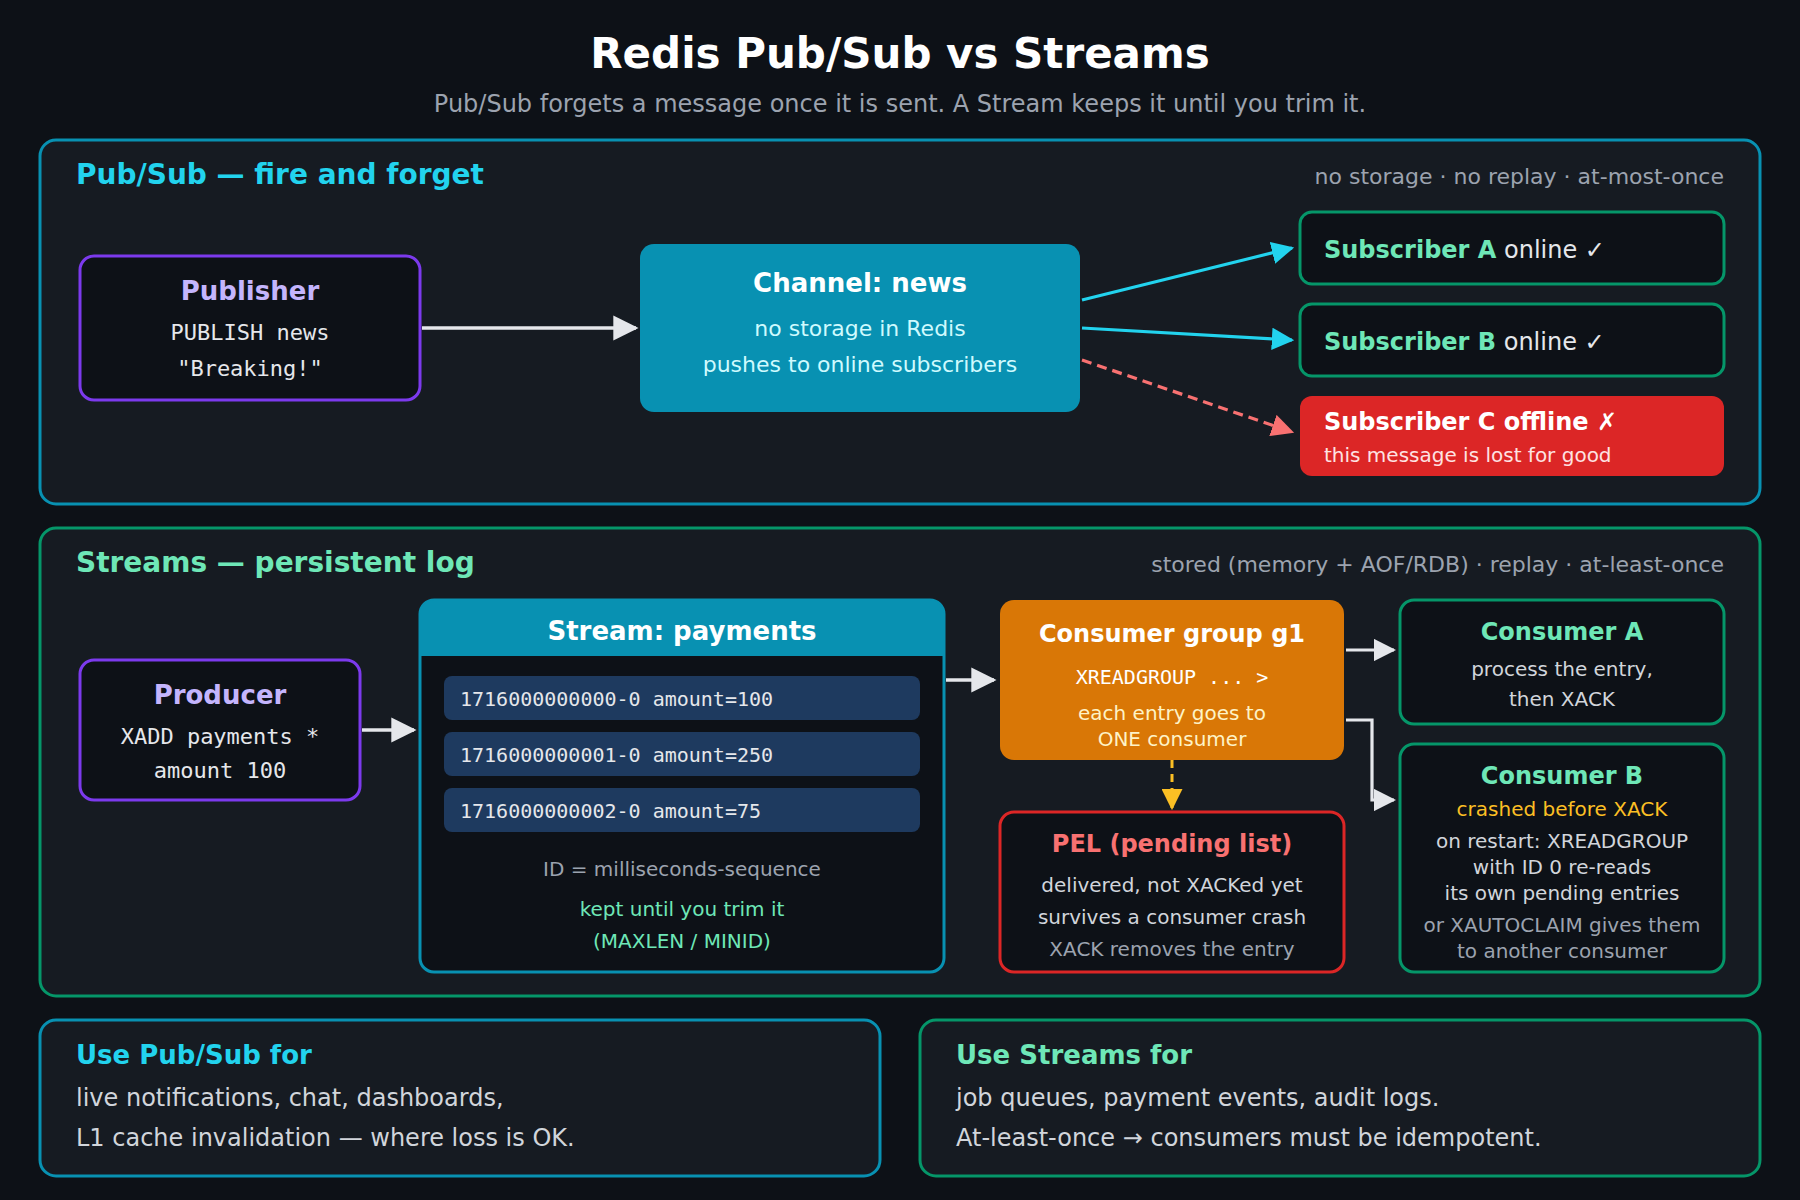 Redis Pub/Sub vs Streams
Pub/Sub forgets a message once it is sent. A Stream keeps it until you trim it.
Pub/Sub — fire and forget
no storage · no replay · at-most-once
Publisher
PUBLISH news
"Breaking!"
Channel: news
no storage in Redis
pushes to online subscribers
Subscriber A online ✓
Subscriber B online ✓
Subscriber C offline ✗
this message is lost for good
Streams — persistent log
stored (memory + AOF/RDB) · replay · at-least-once
Producer
XADD payments *
amount 100
Stream: payments
1716000000000-0 amount=100
1716000000001-0 amount=250
1716000000002-0 amount=75
ID = milliseconds-sequence
kept until you trim it
(MAXLEN / MINID)
Consumer group g1
XREADGROUP ... >
each entry goes to
ONE consumer
PEL (pending list)
delivered, not XACKed yet
survives a consumer crash
XACK removes the entry
Consumer A
process the entry,
then XACK
Consumer B
crashed before XACK
on restart: XREADGROUP
with ID 0 re-reads
its own pending entries
or XAUTOCLAIM gives them
to another consumer
Use Pub/Sub for
live notifications, chat, dashboards,
L1 cache invalidation — where loss is OK.
Use Streams for
job queues, payment events, audit logs.
At-least-once → consumers must be idempotent.